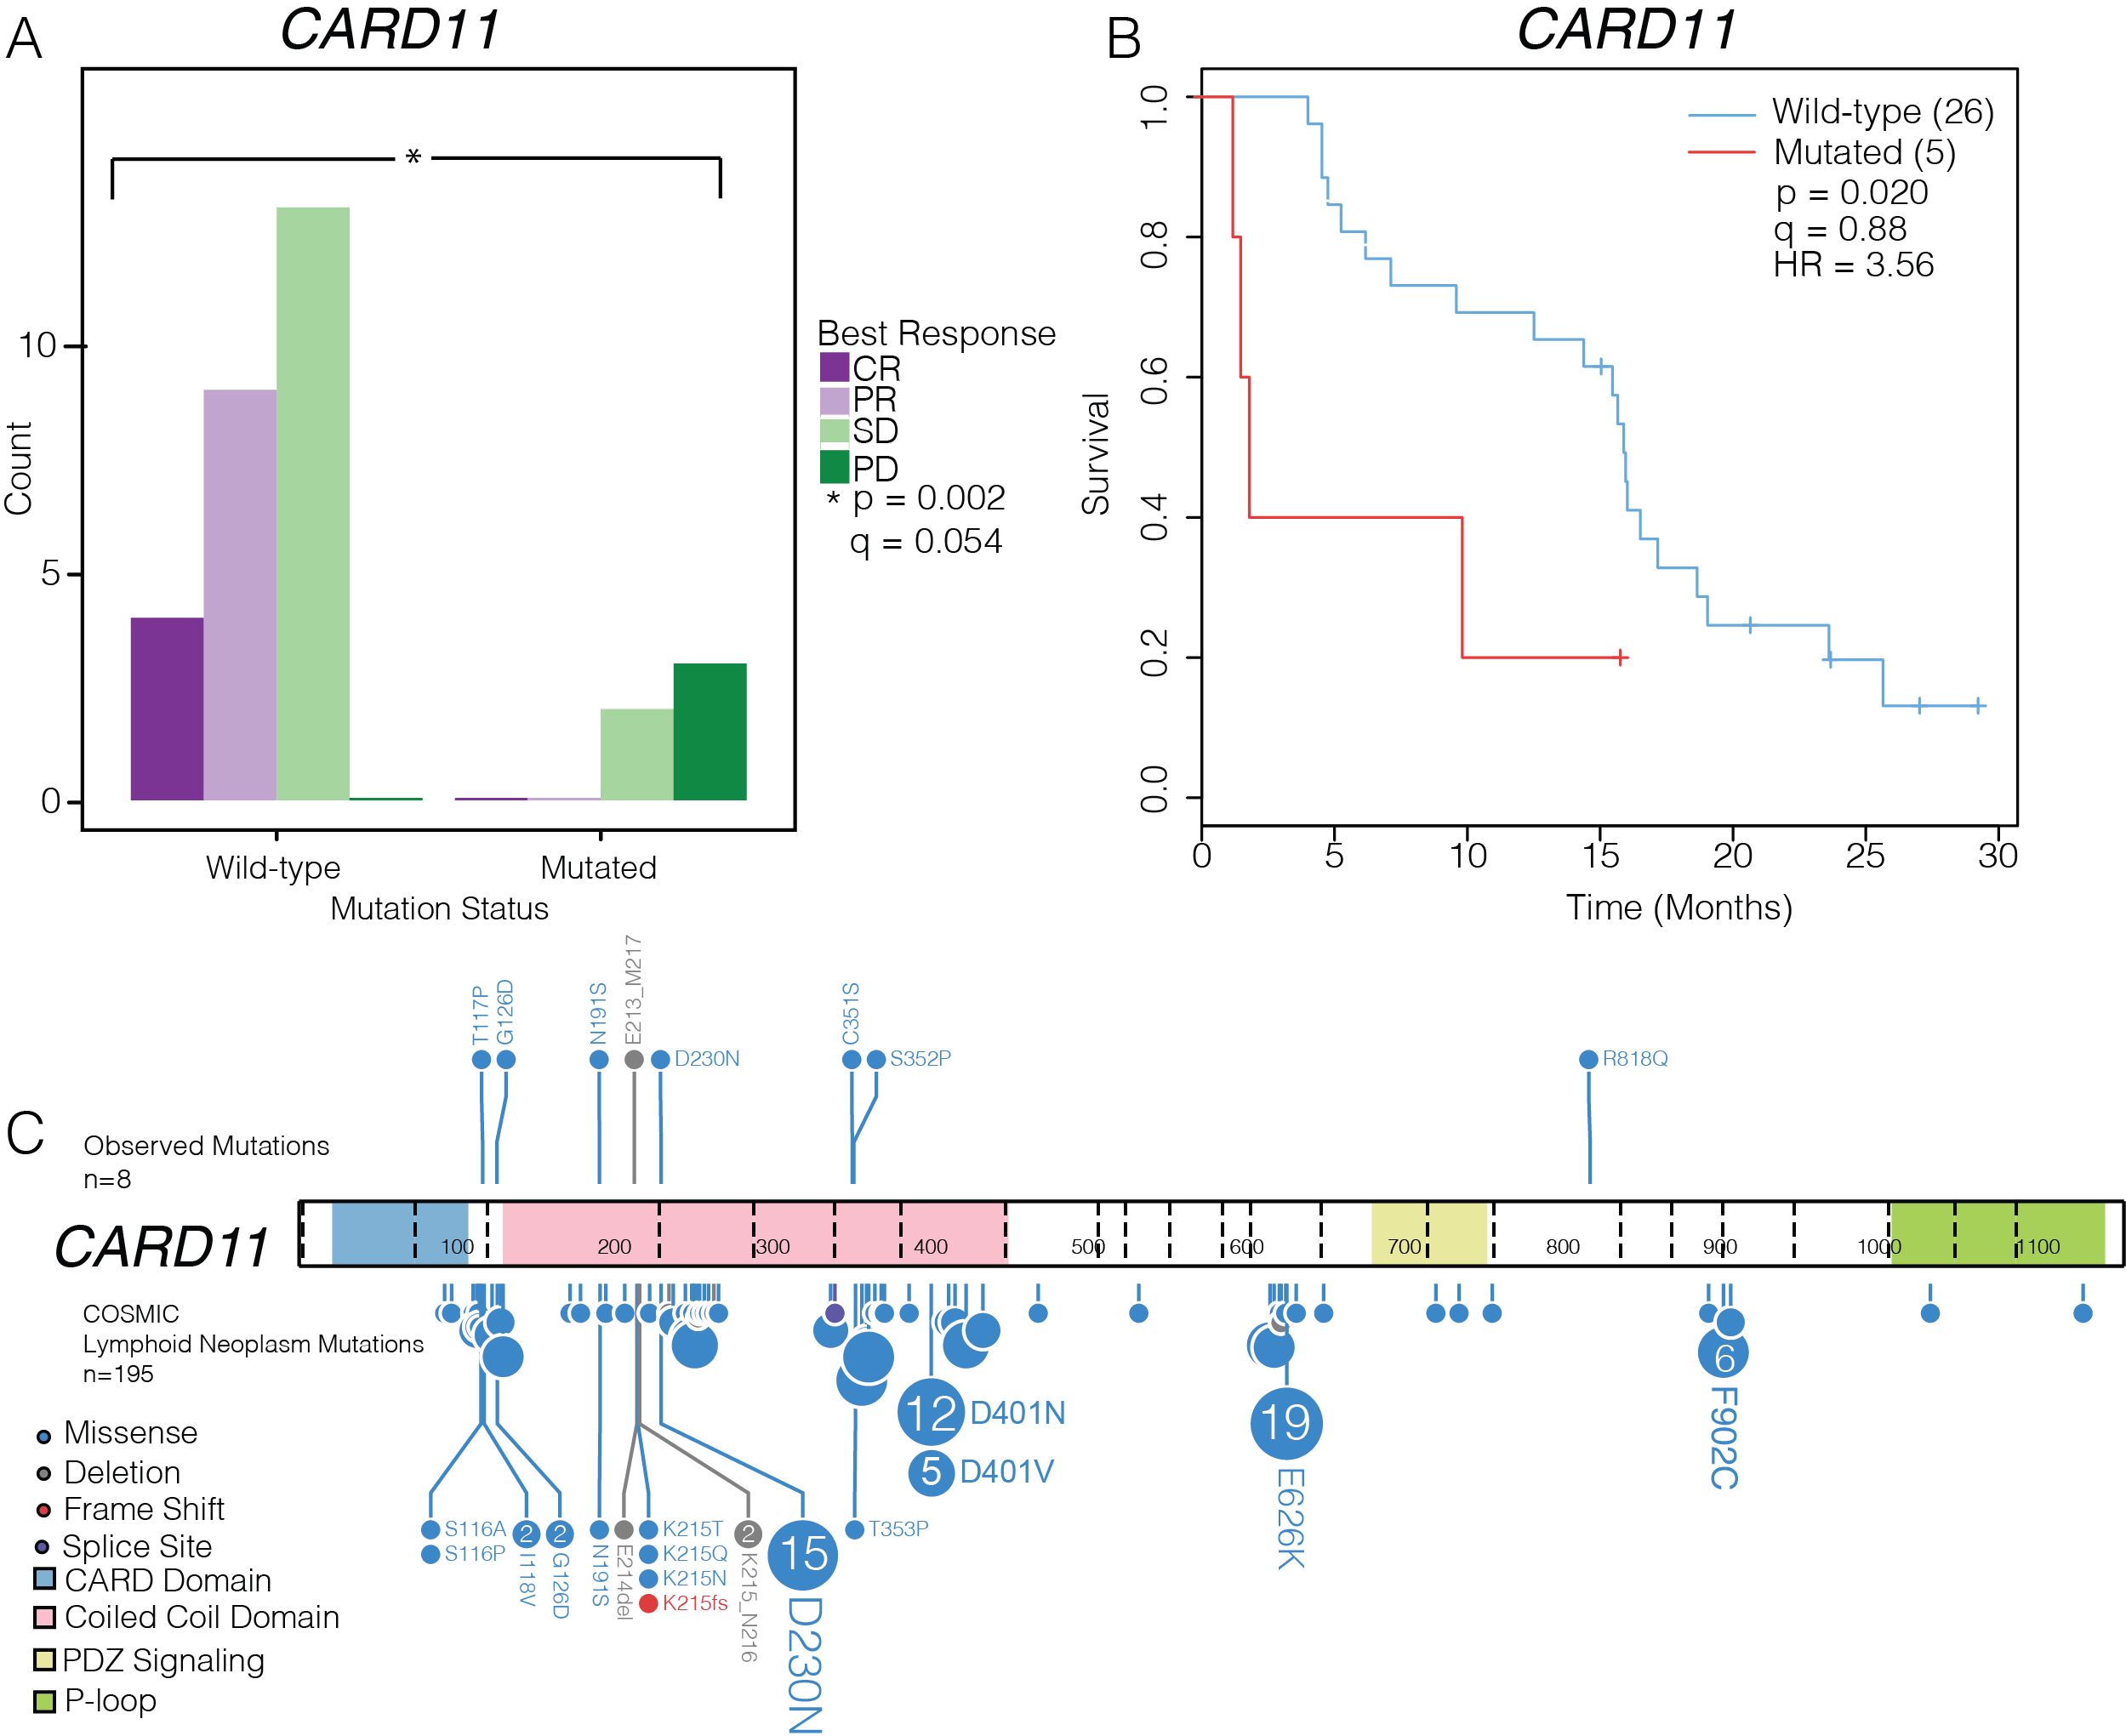 A
CARD11
*
10
5
0
Count
Wild-type
Mutated
Mutation Status
Best Response
CR
PR
SD
PD
* p = 0.002
q = 0.054
B
CARD11
Wild-type (26)
Mutated (5)
p = 0.020
q = 0.88
HR = 3.56
1.0
0.8
0.6
0.4
0.2
0.0
Survival
0 5 10 15 20 25 30
Time (Months)
C
Observed Mutations
n=8
T117P
G126D
N191S
E213_M217
D230N
C351S
S352P
R818Q
CARD11
100 200 300 400 500 600 700 800 900 1000 1100
COSMIC
Lymphoid Neoplasm Mutations
n=195
Missense
Deletion
Frame Shift
Splice Site
CARD Domain
Coiled Coil Domain
PDZ Signaling
P-loop
S116A
S116P
2
I118V
2
G126D
N191S
E214del
K215T
K215Q
K215N
K215fs
2
K215_N216
15
D230N
T353P
12 D401N
5 D401V
19
E626K
6
F902C